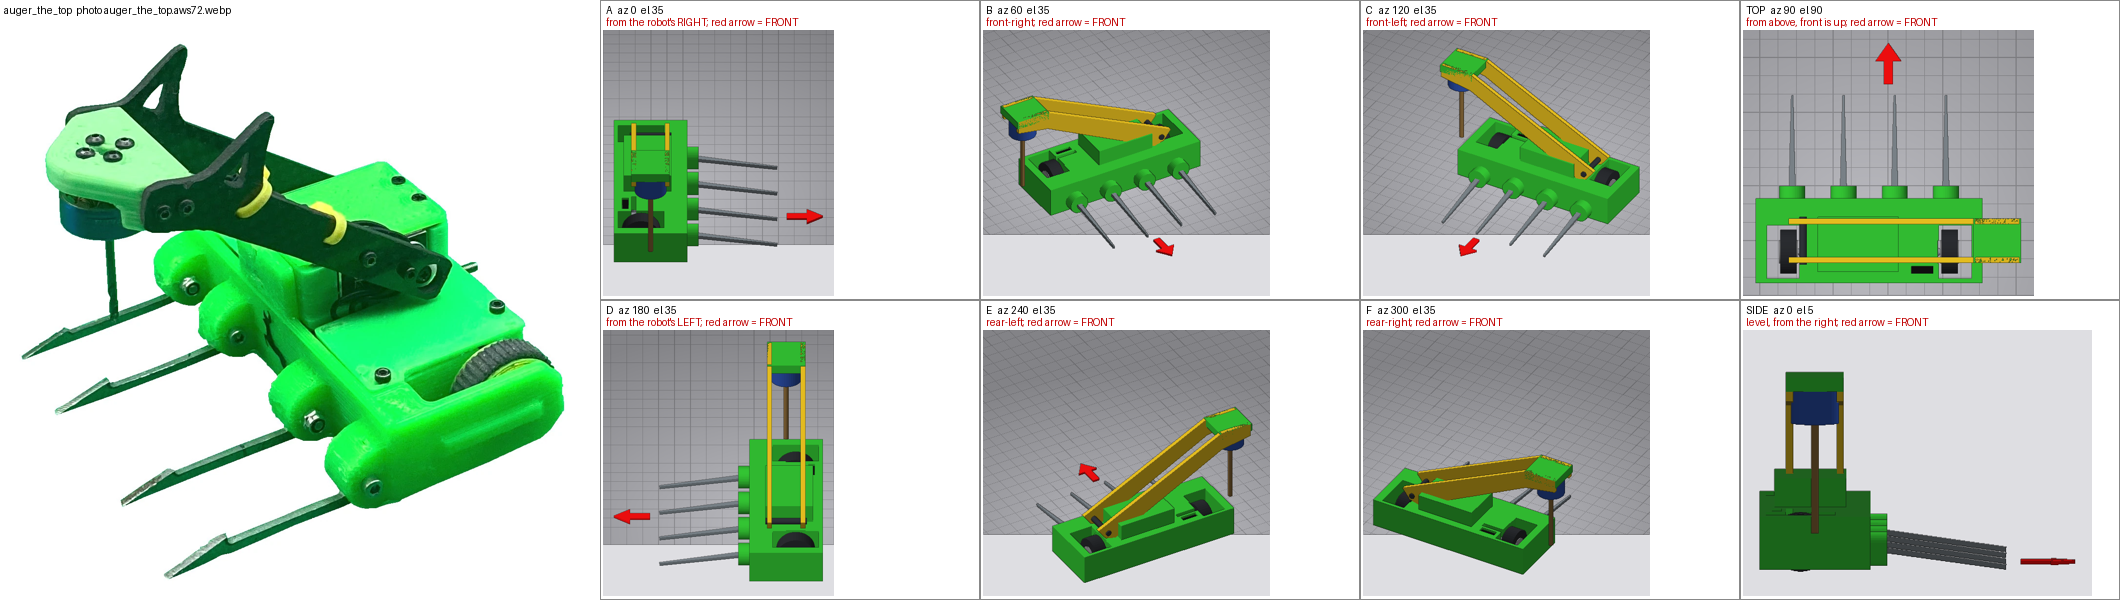 auger_the_top photo auger_the_top.aws72.webp
A az 0 el 35
from the robot's RIGHT; red arrow = FRONT
B az 60 el 35
front-right; red arrow = FRONT
C az 120 el 35
front-left; red arrow = FRONT
TOP az 90 el 90
from above, front is up; red arrow = FRONT
D az 180 el 35
from the robot's LEFT; red arrow = FRONT
E az 240 el 35
rear-left; red arrow = FRONT
F az 300 el 35
rear-right; red arrow = FRONT
SIDE az 0 el 5
level, from the right; red arrow = FRONT